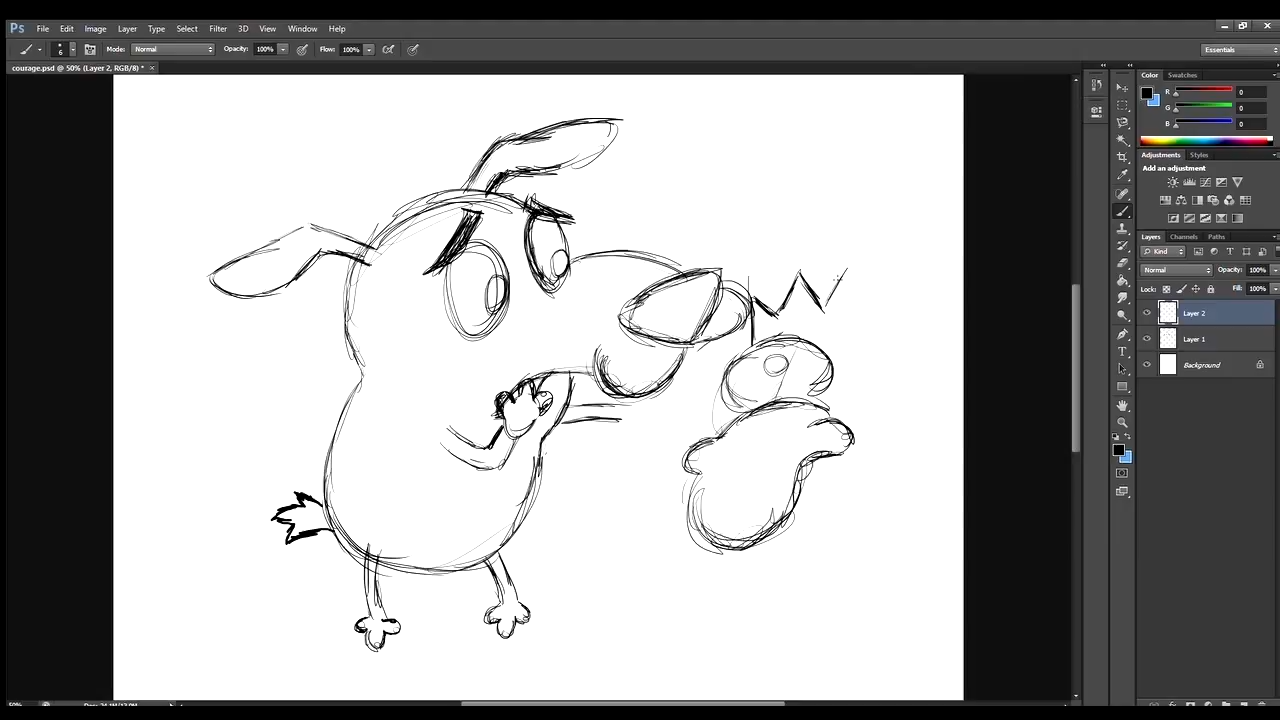 Ps File Edit Image Layer Type Select Filter 3D View Window Help
6 Mode: Normal Opacity: 100% Flow: 100% Essentials
courage.psd @ 50% (Layer 2, RGB/8) * ×
Color Swatches
R 0
G 0
B 0
Adjustments Styles
Add an adjustment
Layers Channels Paths
Kind
Normal Opacity: 100%
Lock: Fill: 100%
Layer 2
Layer 1
Background